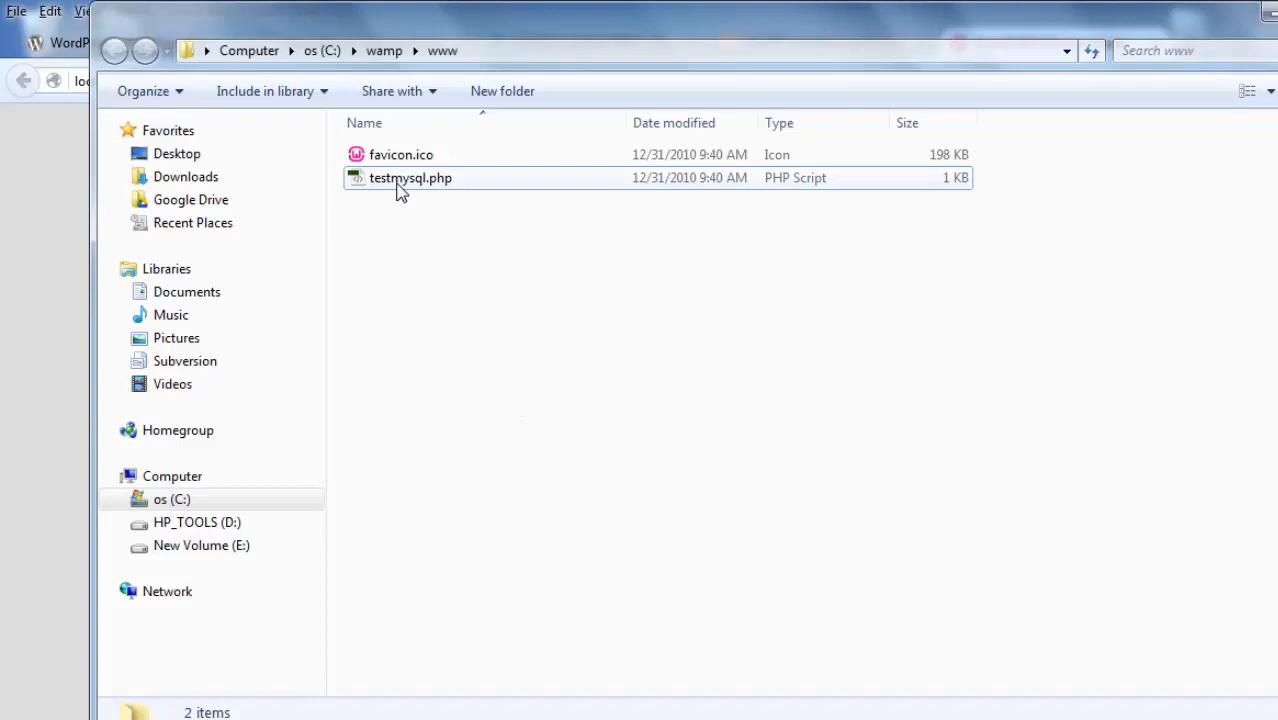 File Edit Vie
WordP
loc
Computer os (C:) wamp www
Search www
Organize Include in library Share with New folder
Name Date modified Type Size
favicon.ico 12/31/2010 9:40 AM Icon 198 KB
testmysql.php 12/31/2010 9:40 AM PHP Script 1 KB
Favorites
Desktop
Downloads
Google Drive
Recent Places
Libraries
Documents
Music
Pictures
Subversion
Videos
Homegroup
Computer
os (C:)
HP_TOOLS (D:)
New Volume (E:)
Network
2 items